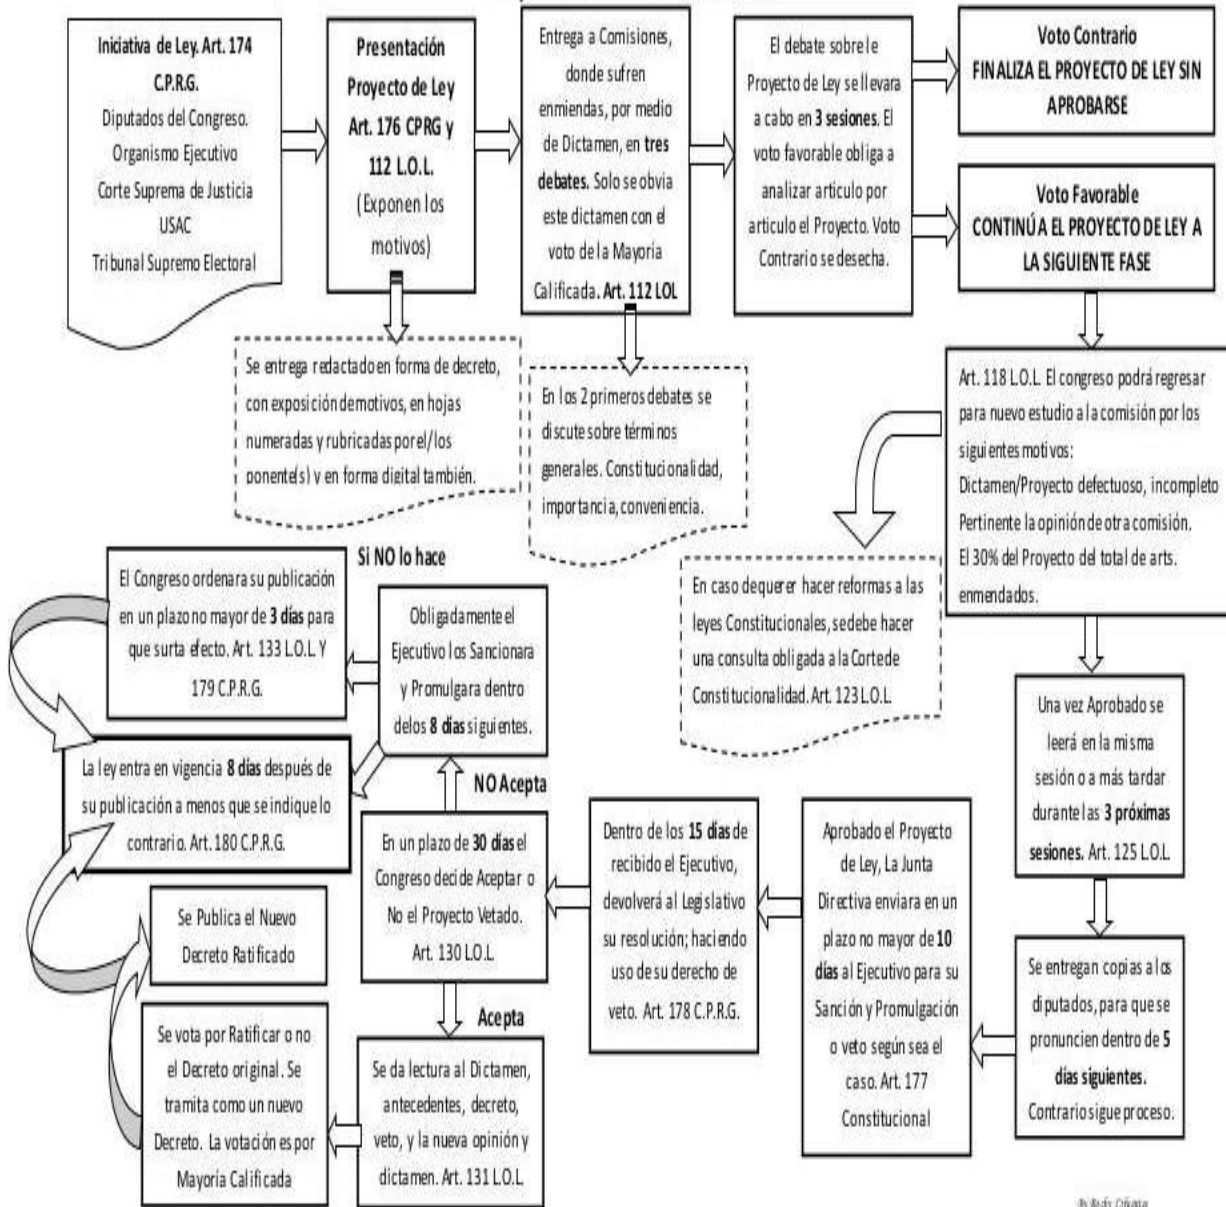 Iniciativa de Ley. Art. 174
C.P.R.G.
Diputados del Congreso.
Organismo Ejecutivo
Corte Suprema de Justicia
USAC
Tribunal Supremo Electoral
Presentación
Proyecto de Ley
Art. 176 CPRG y
112 L.O.L.
(Exponen los
motivos)
Entrega a Comisiones,
donde sufren
enmiendas, por medio
de Dictamen, en tres
debates. Solo se obvia
este dictamen con el
voto de la Mayoría
Calificada. Art. 112 LOL
El debate sobre le
Proyecto de Ley se llevara
a cabo en 3 sesiones. El
voto favorable obliga a
analizar articulo por
articulo el Proyecto. Voto
Contrario se desecha.
Voto Contrario
FINALIZA EL PROYECTO DE LEY SIN
APROBARSE
Voto Favorable
CONTINÚA EL PROYECTO DE LEY A
LA SIGUIENTE FASE
Se entrega redactado en forma de decreto,
con exposición de motivos, en hojas
numeradas y rubricadas por el/los
ponente(s) y en forma digital también.
En los 2 primeros debates se
discute sobre términos
generales. Constitucionalidad,
importancia, conveniencia.
Art. 118 L.O.L. El congreso podrá regresar
para nuevo estudio a la comisión por los
siguientes motivos:
Dictamen/Proyecto defectuoso, incompleto
Pertinente la opinión de otra comisión.
El 30% del Proyecto del total de arts.
enmendados.
En caso de querer hacer reformas a las
leyes Constitucionales, se debe hacer
una consulta obligada a la Corte de
Constitucionalidad. Art. 123 L.O.L.
Una vez Aprobado se
leerá en la misma
sesión o a más tardar
durante las 3 próximas
sesiones. Art. 125 L.O.L
Se entregan copias a los
diputados, para que se
pronuncien dentro de 5
días siguientes.
Contrario sigue proceso.
Aprobado el Proyecto
de Ley, La Junta
Directiva enviara en un
plazo no mayor de 10
días al Ejecutivo para su
Sanción y Promulgación
o veto según sea el
caso. Art. 177
Constitucional
Dentro de los 15 días de
recibido el Ejecutivo,
devolverá al Legislativo
su resolución; haciendo
uso de su derecho de
veto. Art. 178 C.P.R.G.
En un plazo de 30 días el
Congreso decide Aceptar o
No el Proyecto Vetado.
Art. 130 L.O.L
NO Acepta
Obligadamente el
Ejecutivo los Sancionara
y Promulgara dentro
delos 8 días siguientes.
Si NO lo hace
El Congreso ordenara su publicación
en un plazo no mayor de 3 días para
que surta efecto. Art. 133 L.O.L. Y
179 C.P.R.G.
La ley entra en vigencia 8 días después de
su publicación a menos que se indique lo
contrario. Art. 180 C.P.R.G.
Acepta
Se da lectura al Dictamen,
antecedentes, decreto,
veto, y la nueva opinión y
dictamen. Art. 131 L.O.L
Se vota por Ratificar o no
el Decreto original. Se
tramita como un nuevo
Decreto. La votación es por
Mayoría Calificada
Se Publica el Nuevo
Decreto Ratificado